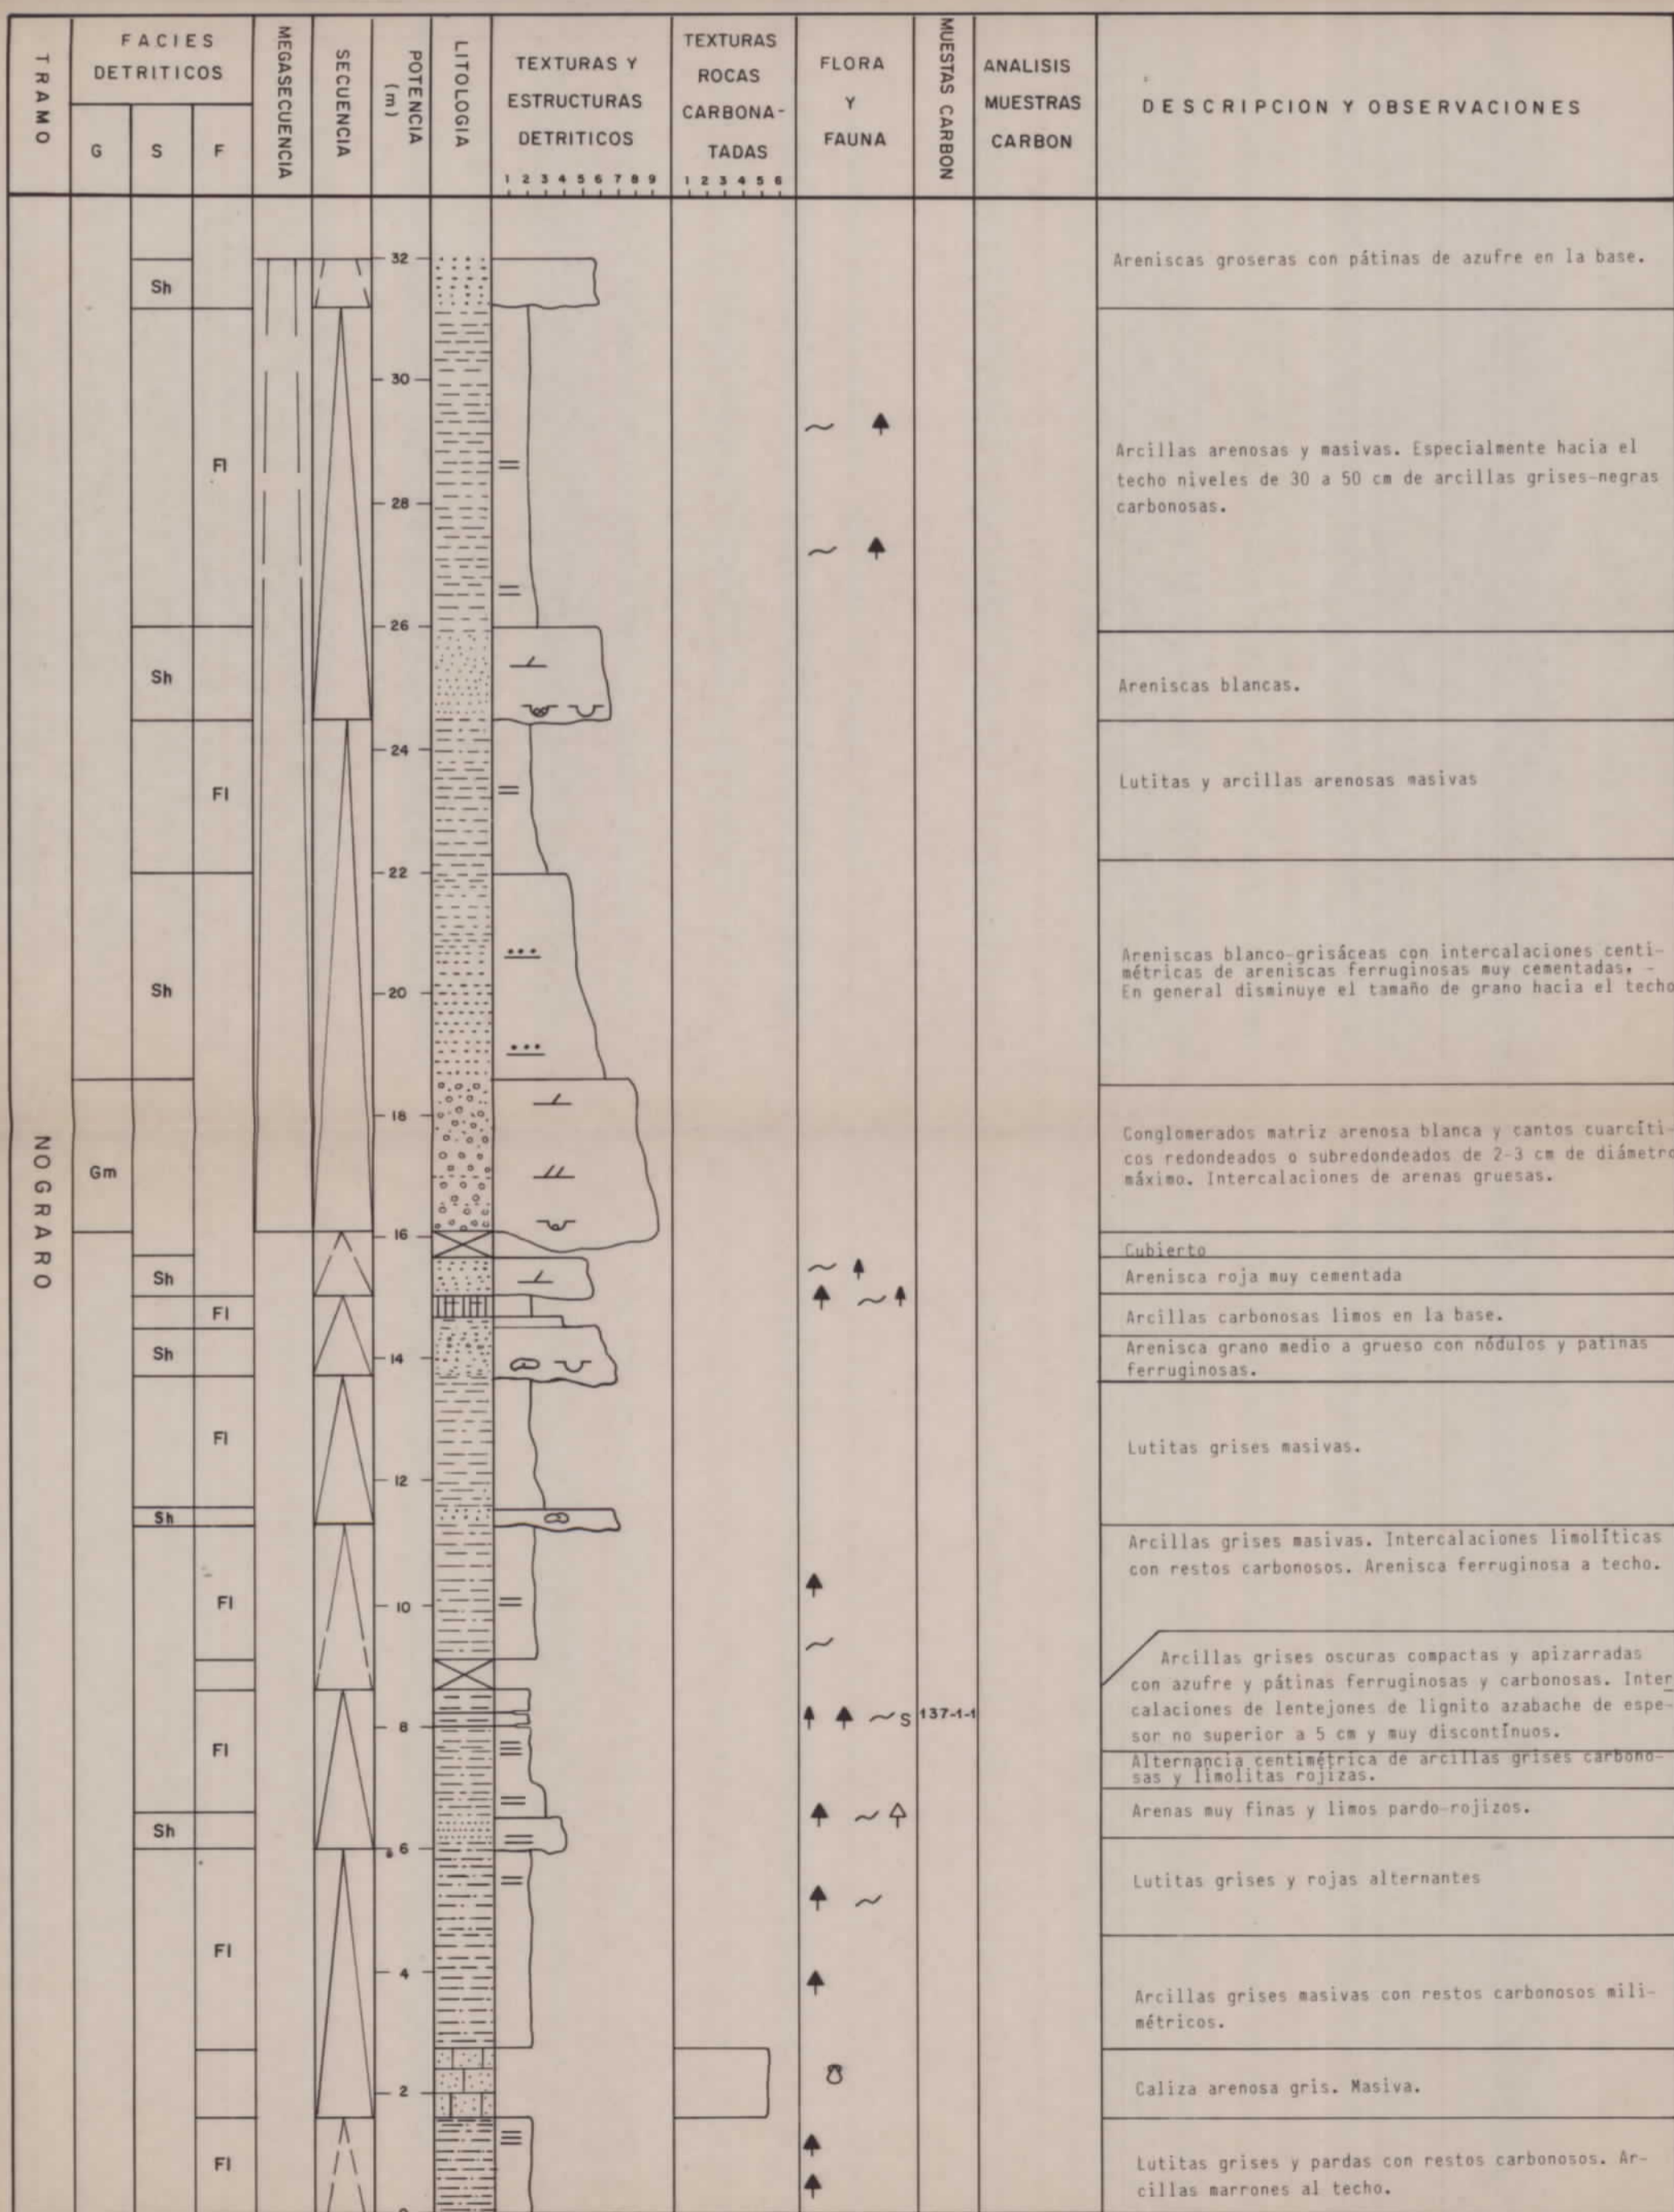 TRAMO
FACIES
DETRITICOS
G S F
MEGASECUENCIA
SECUENCIA
POTENCIA
(m)
LITOLOGIA
TEXTURAS Y
ESTRUCTURAS
DETRITICOS
1 2 3 4 5 6 7 8 9
TEXTURAS
ROCAS
CARBONA-
TADAS
1 2 3 4 5 6
FLORA
Y
FAUNA
MUESTAS CARBON
ANALISIS
MUESTRAS
CARBON
DESCRIPCION Y OBSERVACIONES
NOGRARO
32
Sh
Areniscas groseras con pátinas de azufre en la base.
30
Fl
28
Arcillas arenosas y masivas. Especialmente hacia el
techo niveles de 30 a 50 cm de arcillas grises-negras
carbonosas.
26
Sh
Areniscas blancas.
24
Fl
Lutitas y arcillas arenosas masivas
22
Sh
20
Areniscas blanco-grisáceas con intercalaciones centi-
métricas de areniscas ferruginosas muy cementadas. -
En general disminuye el tamaño de grano hacia el techo
18
Gm
Conglomerados matriz arenosa blanca y cantos cuarcíti-
cos redondeados o subredondeados de 2-3 cm de diámetro
máximo. Intercalaciones de arenas gruesas.
16
Cubierto
Sh
Arenisca roja muy cementada
Fl
Arcillas carbonosas limos en la base.
Sh
14
Arenisca grano medio a grueso con nódulos y patinas
ferruginosas.
Fl
Lutitas grises masivas.
12
Sh
Arcillas grises masivas. Intercalaciones limolíticas
con restos carbonosos. Arenisca ferruginosa a techo.
Fl
10
Arcillas grises oscuras compactas y apizarradas
con azufre y pátinas ferruginosas y carbonosas. Inter
calaciones de lentejones de lignito azabache de espe-
sor no superior a 5 cm y muy discontínuos.
8
S
137-1-1
Fl
Alternancia centimétrica de arcillas grises carbono-
sas y limolitas rojizas.
Sh
Arenas muy finas y limos pardo-rojizos.
6
Lutitas grises y rojas alternantes
Fl
4
Arcillas grises masivas con restos carbonosos mili-
métricos.
2
Caliza arenosa gris. Masiva.
Fl
Lutitas grises y pardas con restos carbonosos. Ar-
cillas marrones al techo.